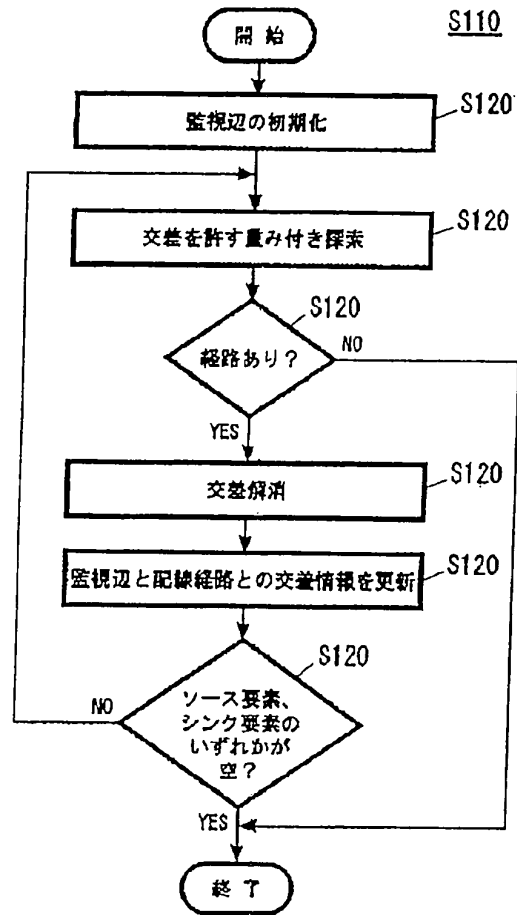 S110
開始
S120
監視辺の初期化
S120
交差を許す重み付き探索
S120
経路あり?
NO
YES
S120
交差解消
S120
監視辺と配線経路との交差情報を更新
S120
ソース要素、
シンク要素の
いずれかが
空?
NO
YES
終了